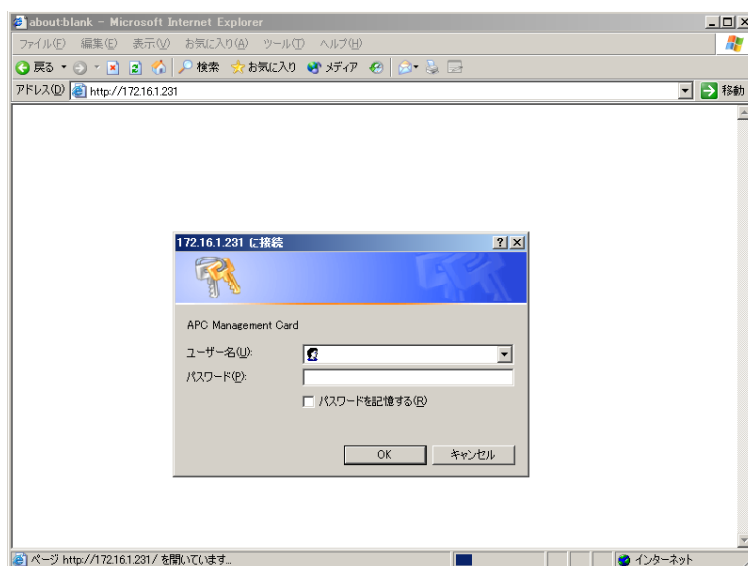 about:blank - Microsoft Internet Explorer
ファイル(F) 編集(E) 表示(V) お気に入り(A) ツール(T) ヘルプ(H)
戻る 検索 お気に入り メディア
アドレス(D) http://172.16.1.231 移動
172.16.1.231 に接続
APC Management Card
ユーザー名(U):
パスワード(P):
パスワードを記憶する(R)
OK キャンセル
ページ http://172.16.1.231/ を開いています... インターネット